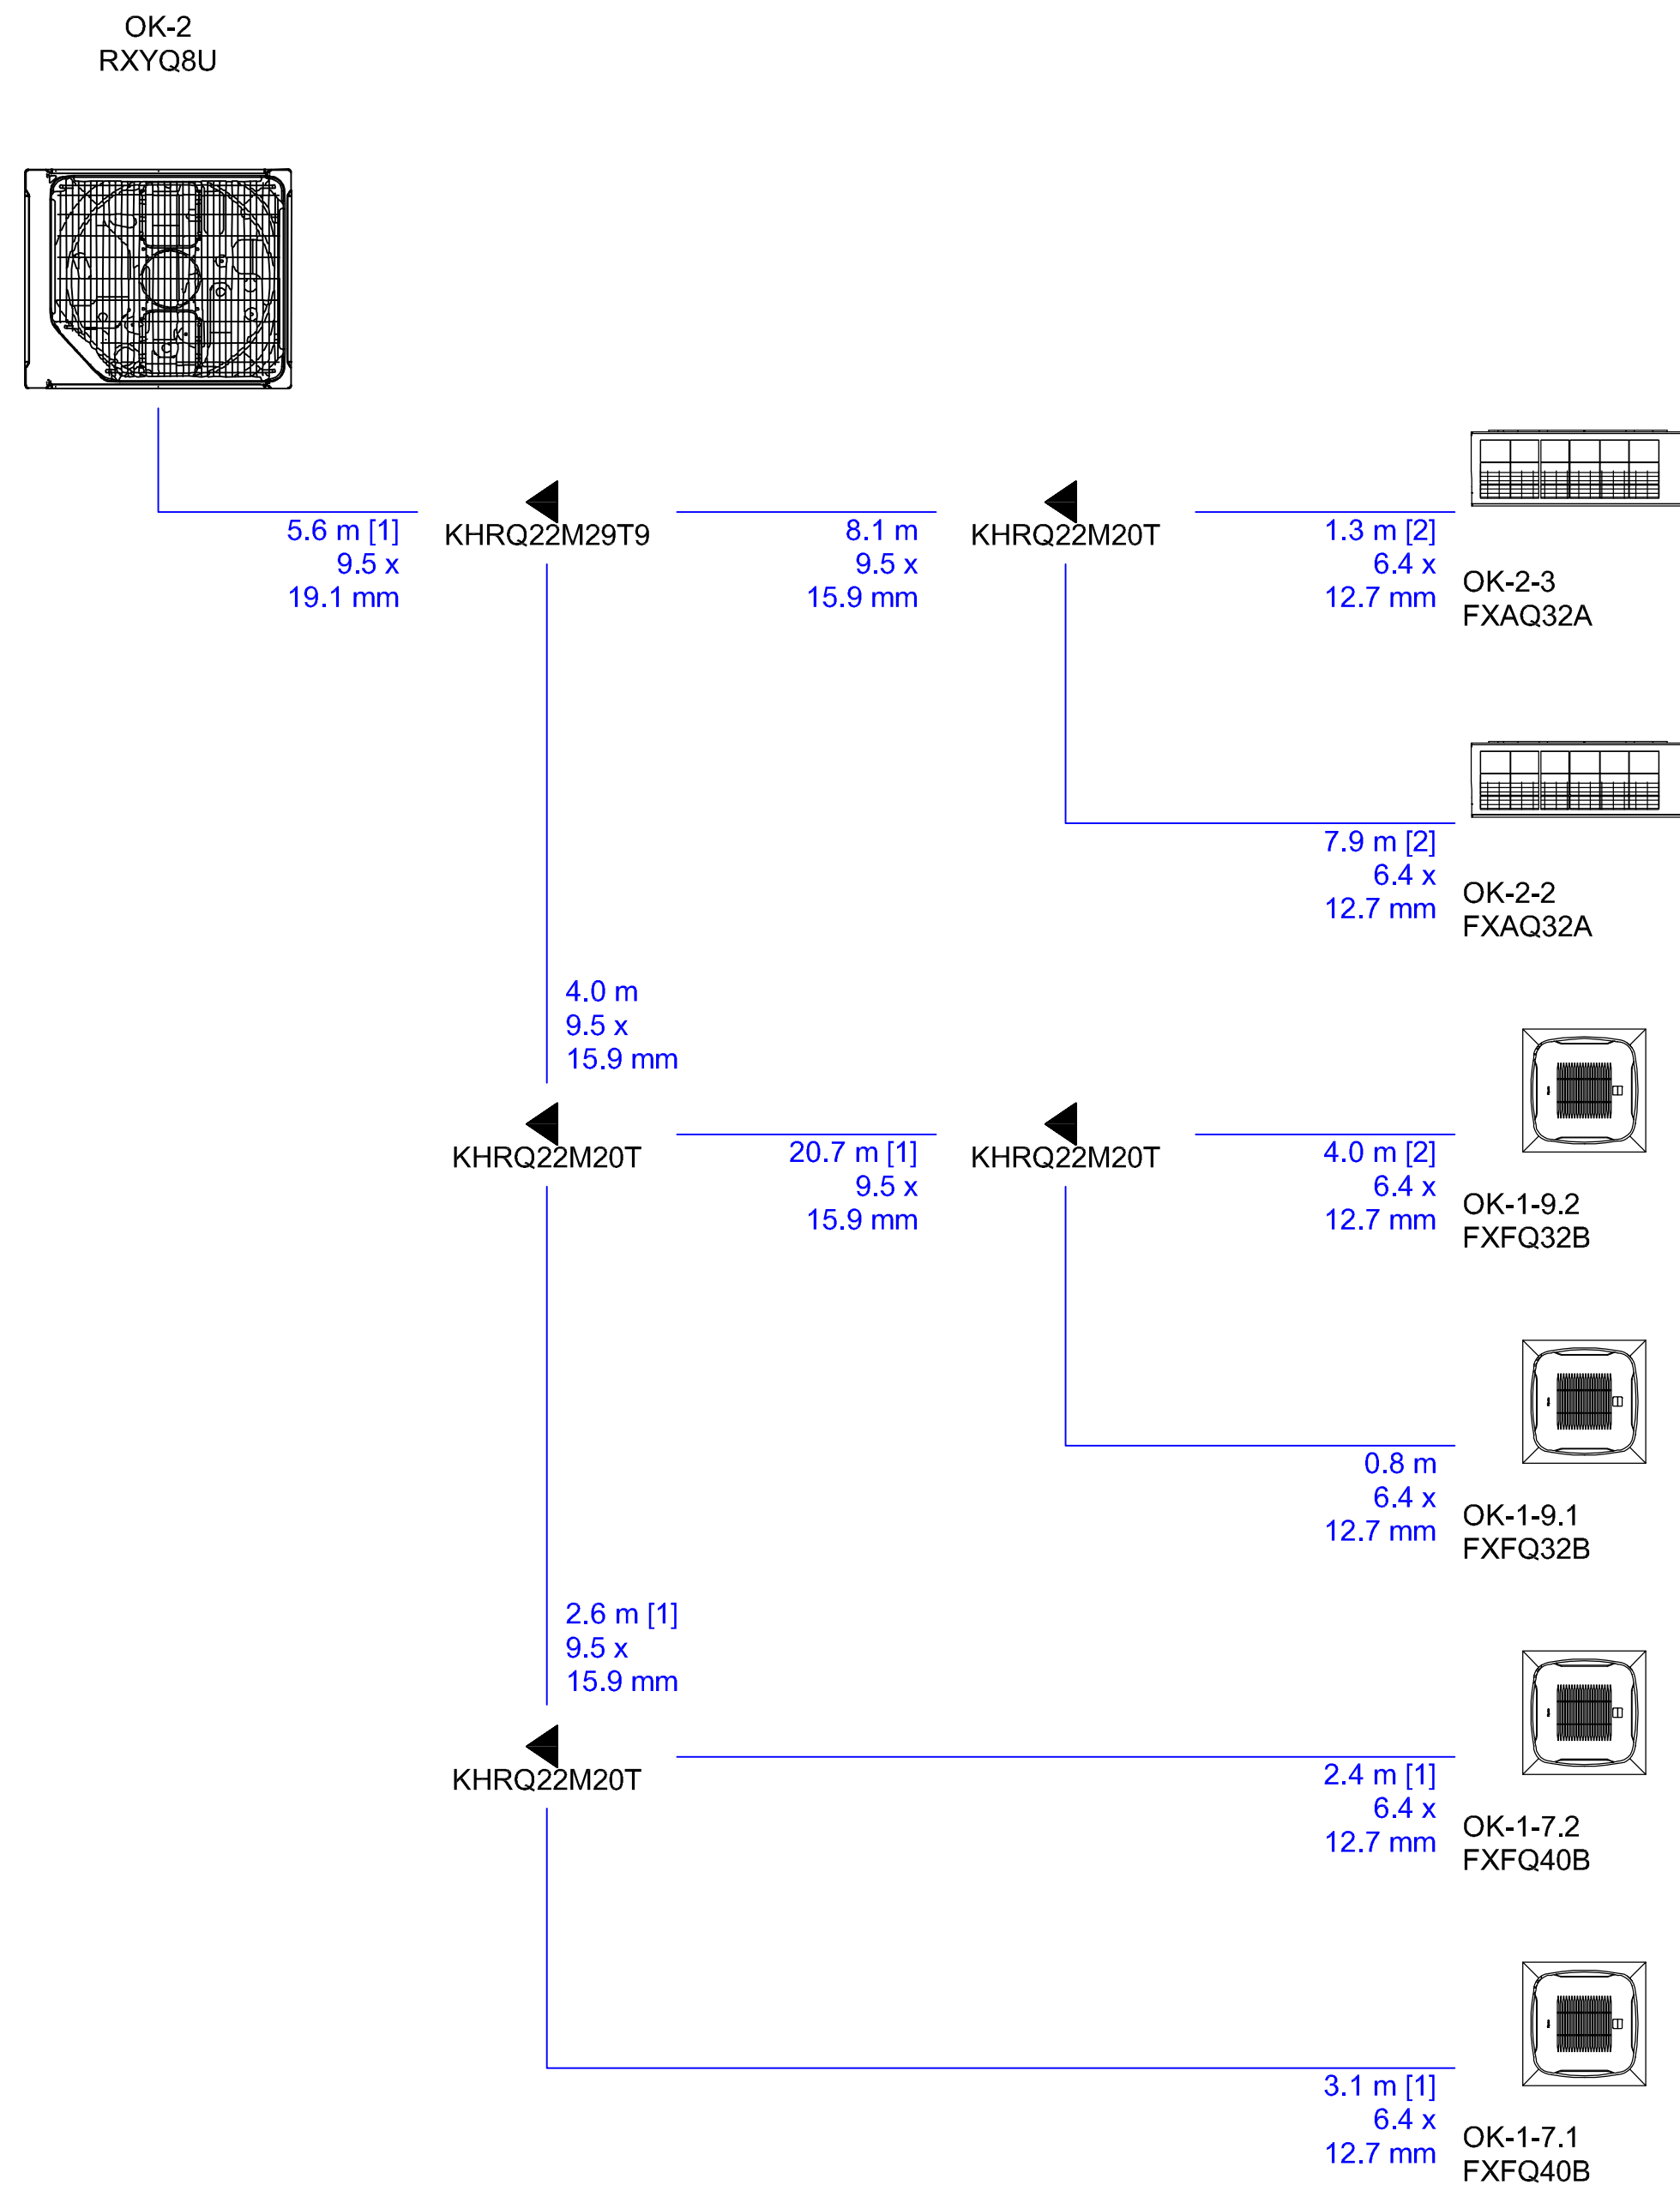 OK-2
RXYQ8U
5.6 m [1]
9.5 x
19.1 mm
KHRQ22M29T9
8.1 m
9.5 x
15.9 mm
KHRQ22M20T
1.3 m [2]
6.4 x
12.7 mm
OK-2-3
FXAQ32A
7.9 m [2]
6.4 x
12.7 mm
OK-2-2
FXAQ32A
4.0 m
9.5 x
15.9 mm
KHRQ22M20T
20.7 m [1]
9.5 x
15.9 mm
KHRQ22M20T
4.0 m [2]
6.4 x
12.7 mm
OK-1-9.2
FXFQ32B
0.8 m
6.4 x
12.7 mm
OK-1-9.1
FXFQ32B
2.6 m [1]
9.5 x
15.9 mm
KHRQ22M20T
2.4 m [1]
6.4 x
12.7 mm
OK-1-7.2
FXFQ40B
3.1 m [1]
6.4 x
12.7 mm
OK-1-7.1
FXFQ40B